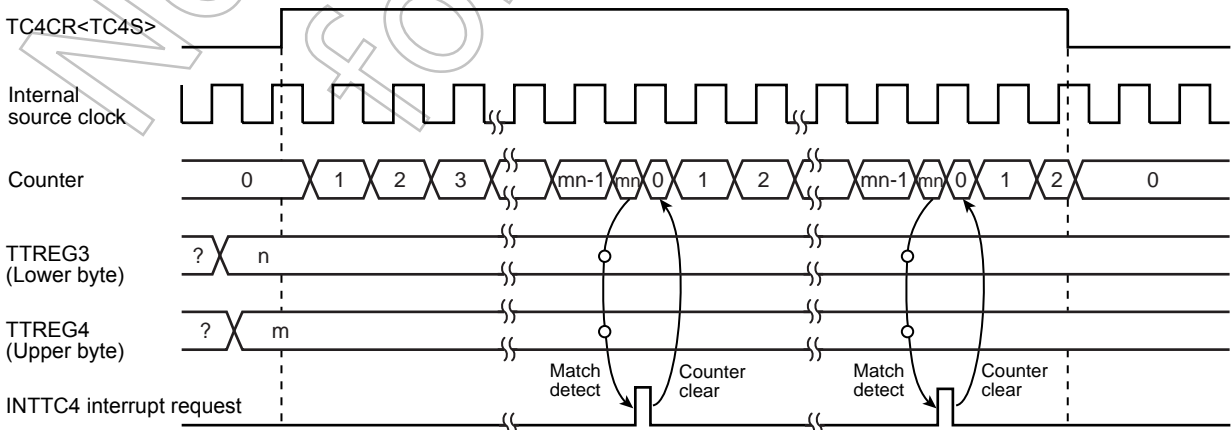 TC4CR<TC4S>
Internal
source clock
Counter
0 1 2 3 mn-1 mn 0 1 2 mn-1 mn 0 1 2 0
TTREG3
(Lower byte)
? n
TTREG4
(Upper byte)
? m
Match
detect
Counter
clear
Match
detect
Counter
clear
INTTC4 interrupt request